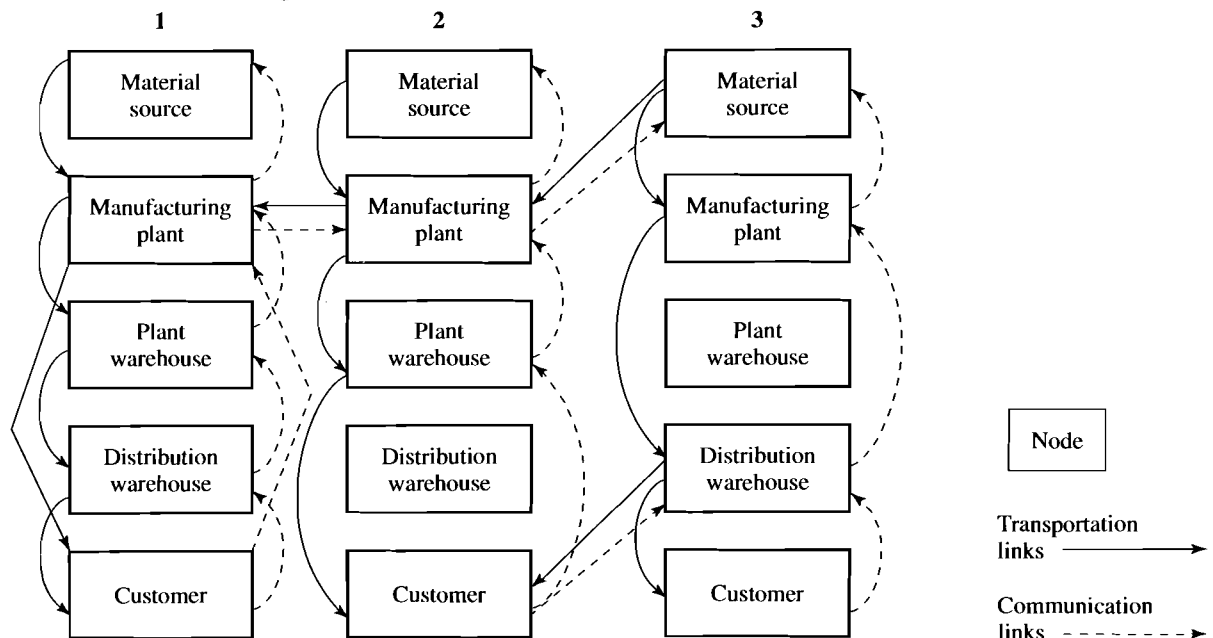 1
2
3
Material
source
Material
source
Material
source
Manufacturing
plant
Manufacturing
plant
Manufacturing
plant
Plant
warehouse
Plant
warehouse
Plant
warehouse
Distribution
warehouse
Distribution
warehouse
Distribution
warehouse
Customer
Customer
Customer
Node
Transportation
links
Communication
links